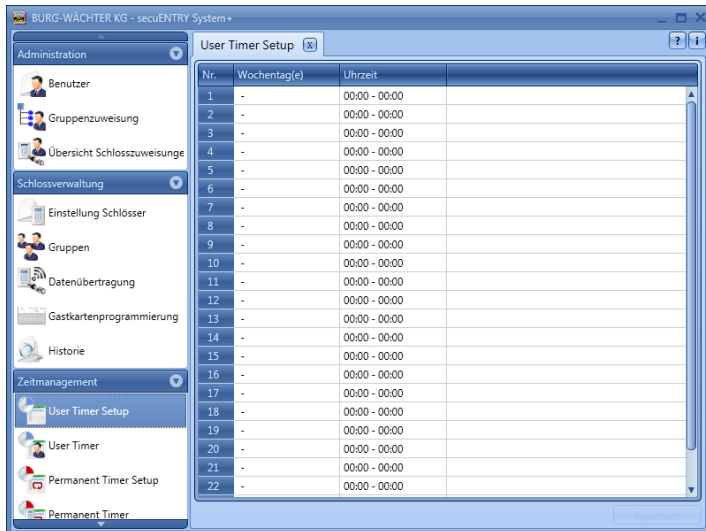 BURG-WÄCHTER KG - secuENTRY System+
Administration
Benutzer
Gruppenzuweisung
Übersicht Schlosszuweisunge
Schlossverwaltung
Einstellung Schlösser
Gruppen
Datenübertragung
Gastkartenprogrammierung
Historie
Zeitmanagement
User Timer Setup
User Timer
Permanent Timer Setup
Permanent Timer
User Timer Setup X
? i
Nr. Wochentag(e) Uhrzeit
1 - 00:00 - 00:00
2 - 00:00 - 00:00
3 - 00:00 - 00:00
4 - 00:00 - 00:00
5 - 00:00 - 00:00
6 - 00:00 - 00:00
7 - 00:00 - 00:00
8 - 00:00 - 00:00
9 - 00:00 - 00:00
10 - 00:00 - 00:00
11 - 00:00 - 00:00
12 - 00:00 - 00:00
13 - 00:00 - 00:00
14 - 00:00 - 00:00
15 - 00:00 - 00:00
16 - 00:00 - 00:00
17 - 00:00 - 00:00
18 - 00:00 - 00:00
19 - 00:00 - 00:00
20 - 00:00 - 00:00
21 - 00:00 - 00:00
22 - 00:00 - 00:00
Speichern